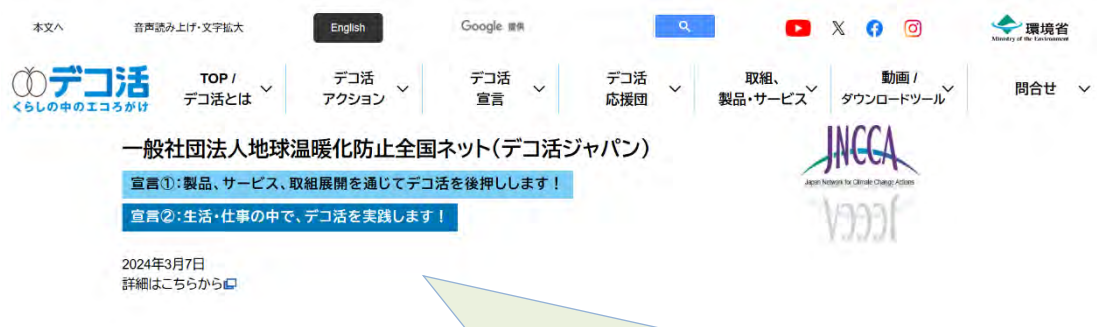 本文へ
音声読み上げ・文字拡大
English
Google 提供
環境省
Ministry of the Environment
デコ活
くらしの中のエコろがけ
TOP /
デコ活とは
デコ活
アクション
デコ活
宣言
デコ活
応援団
取組、
製品・サービス
動画 /
ダウンロードツール
問合せ
一般社団法人地球温暖化防止全国ネット(デコ活ジャパン)
宣言①:製品、サービス、取組展開を通じてデコ活を後押しします!
宣言②:生活・仕事の中で、デコ活を実践します!
JNCCA
Japan Network for Climate Change Actions
2024年3月7日
詳細はこちらから